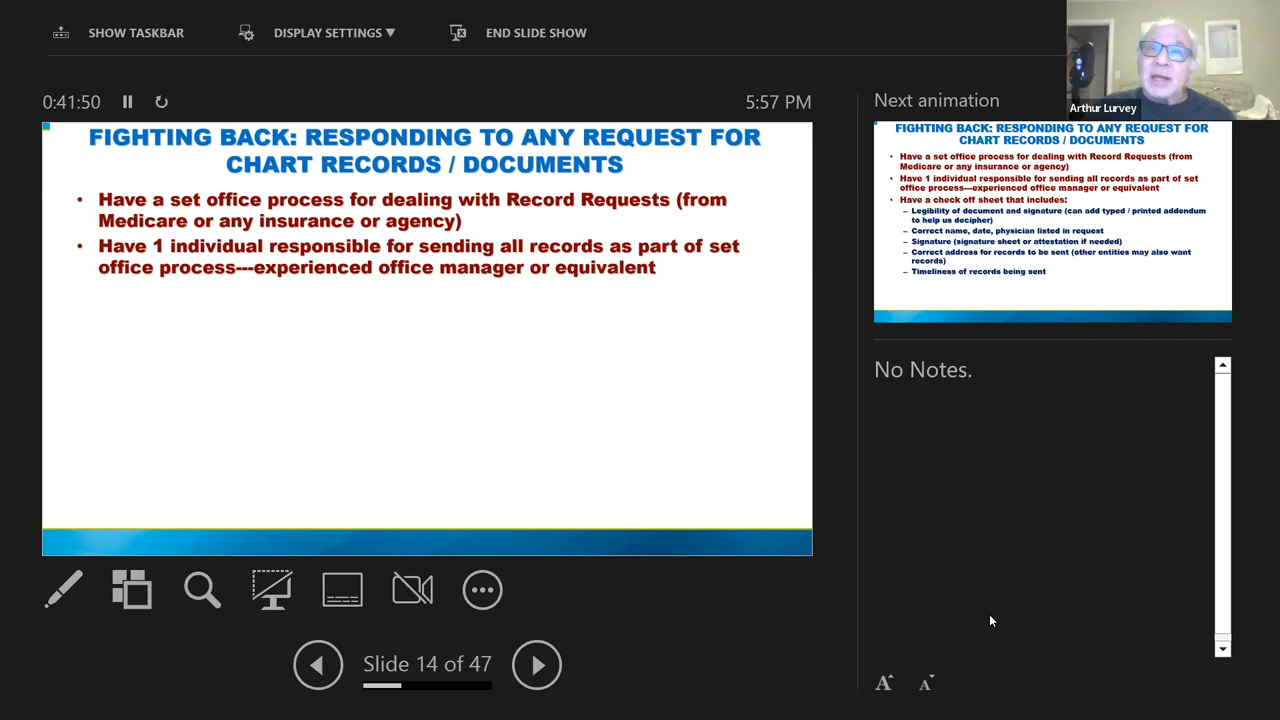 SHOW TASKBAR
DISPLAY SETTINGS ▼
END SLIDE SHOW
Arthur Lurvey
0:41:50
5:57 PM
FIGHTING BACK: RESPONDING TO ANY REQUEST FOR
CHART RECORDS / DOCUMENTS
• Have a set office process for dealing with Record Requests (from
Medicare or any insurance or agency)
• Have 1 individual responsible for sending all records as part of set
office process---experienced office manager or equivalent
Slide 14 of 47
Next animation
FIGHTING BACK: RESPONDING TO ANY REQUEST FOR
CHART RECORDS / DOCUMENTS
• Have a set office process for dealing with Record Requests (from
Medicare or any insurance or agency)
• Have 1 individual responsible for sending all records as part of set
office process---experienced office manager or equivalent
• Have a check off sheet that includes:
– Legibility of document and signature (can add typed / printed addendum
to help us decipher)
– Correct name, date, physician listed in request
– Signature (signature sheet or attestation if needed)
– Correct address for records to be sent (other entities may also want
records)
– Timeliness of records being sent
No Notes.
A A